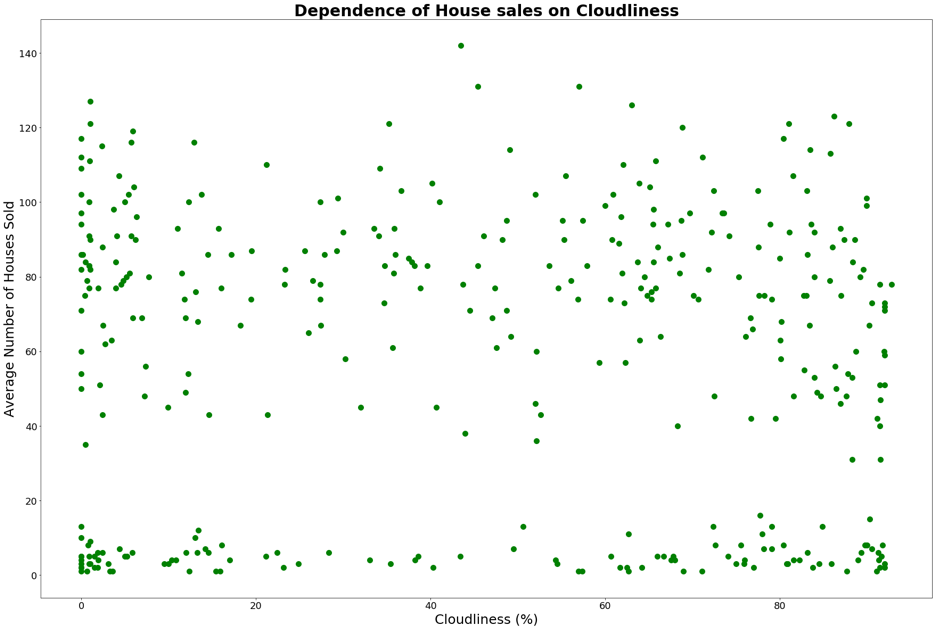 Dependence of House sales on Cloudliness
Average Number of Houses Sold
140
120
100
80
60
40
20
0
0 20 40 60 80
Cloudliness (%)